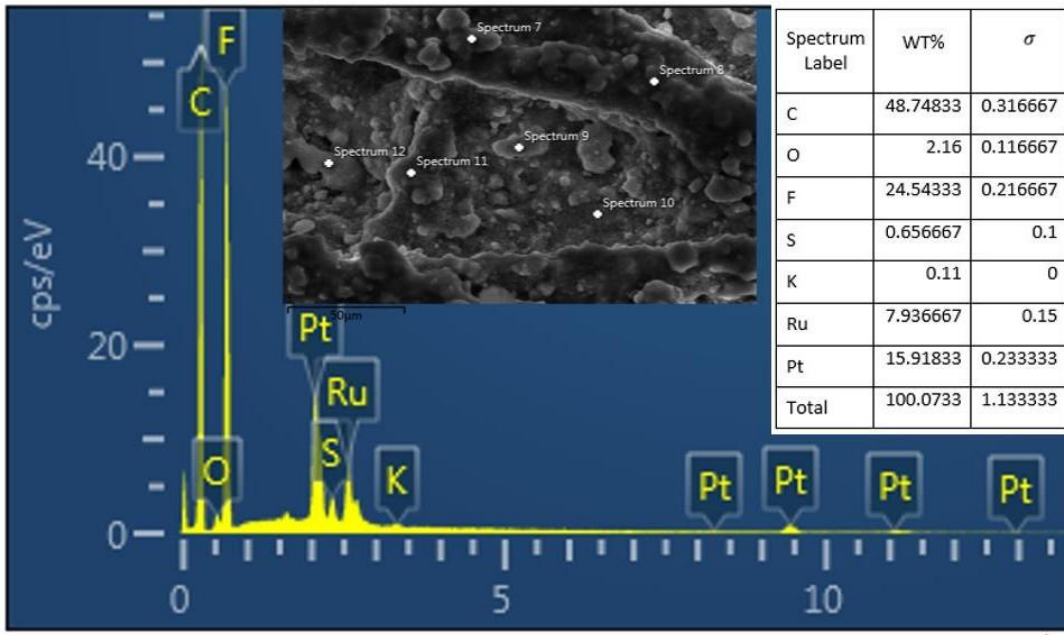 F
C
40
20
0
cps/eV
O
Pt
Ru
S
K
Pt
Pt
Pt
Pt
0
5
10
Spectrum 7
Spectrum 8
Spectrum 9
Spectrum 12
Spectrum 11
Spectrum 10
50µm
Spectrum Label WT% σ
C 48.74833 0.316667
O 2.16 0.116667
F 24.54333 0.216667
S 0.656667 0.1
K 0.11 0
Ru 7.936667 0.15
Pt 15.91833 0.233333
Total 100.0733 1.133333